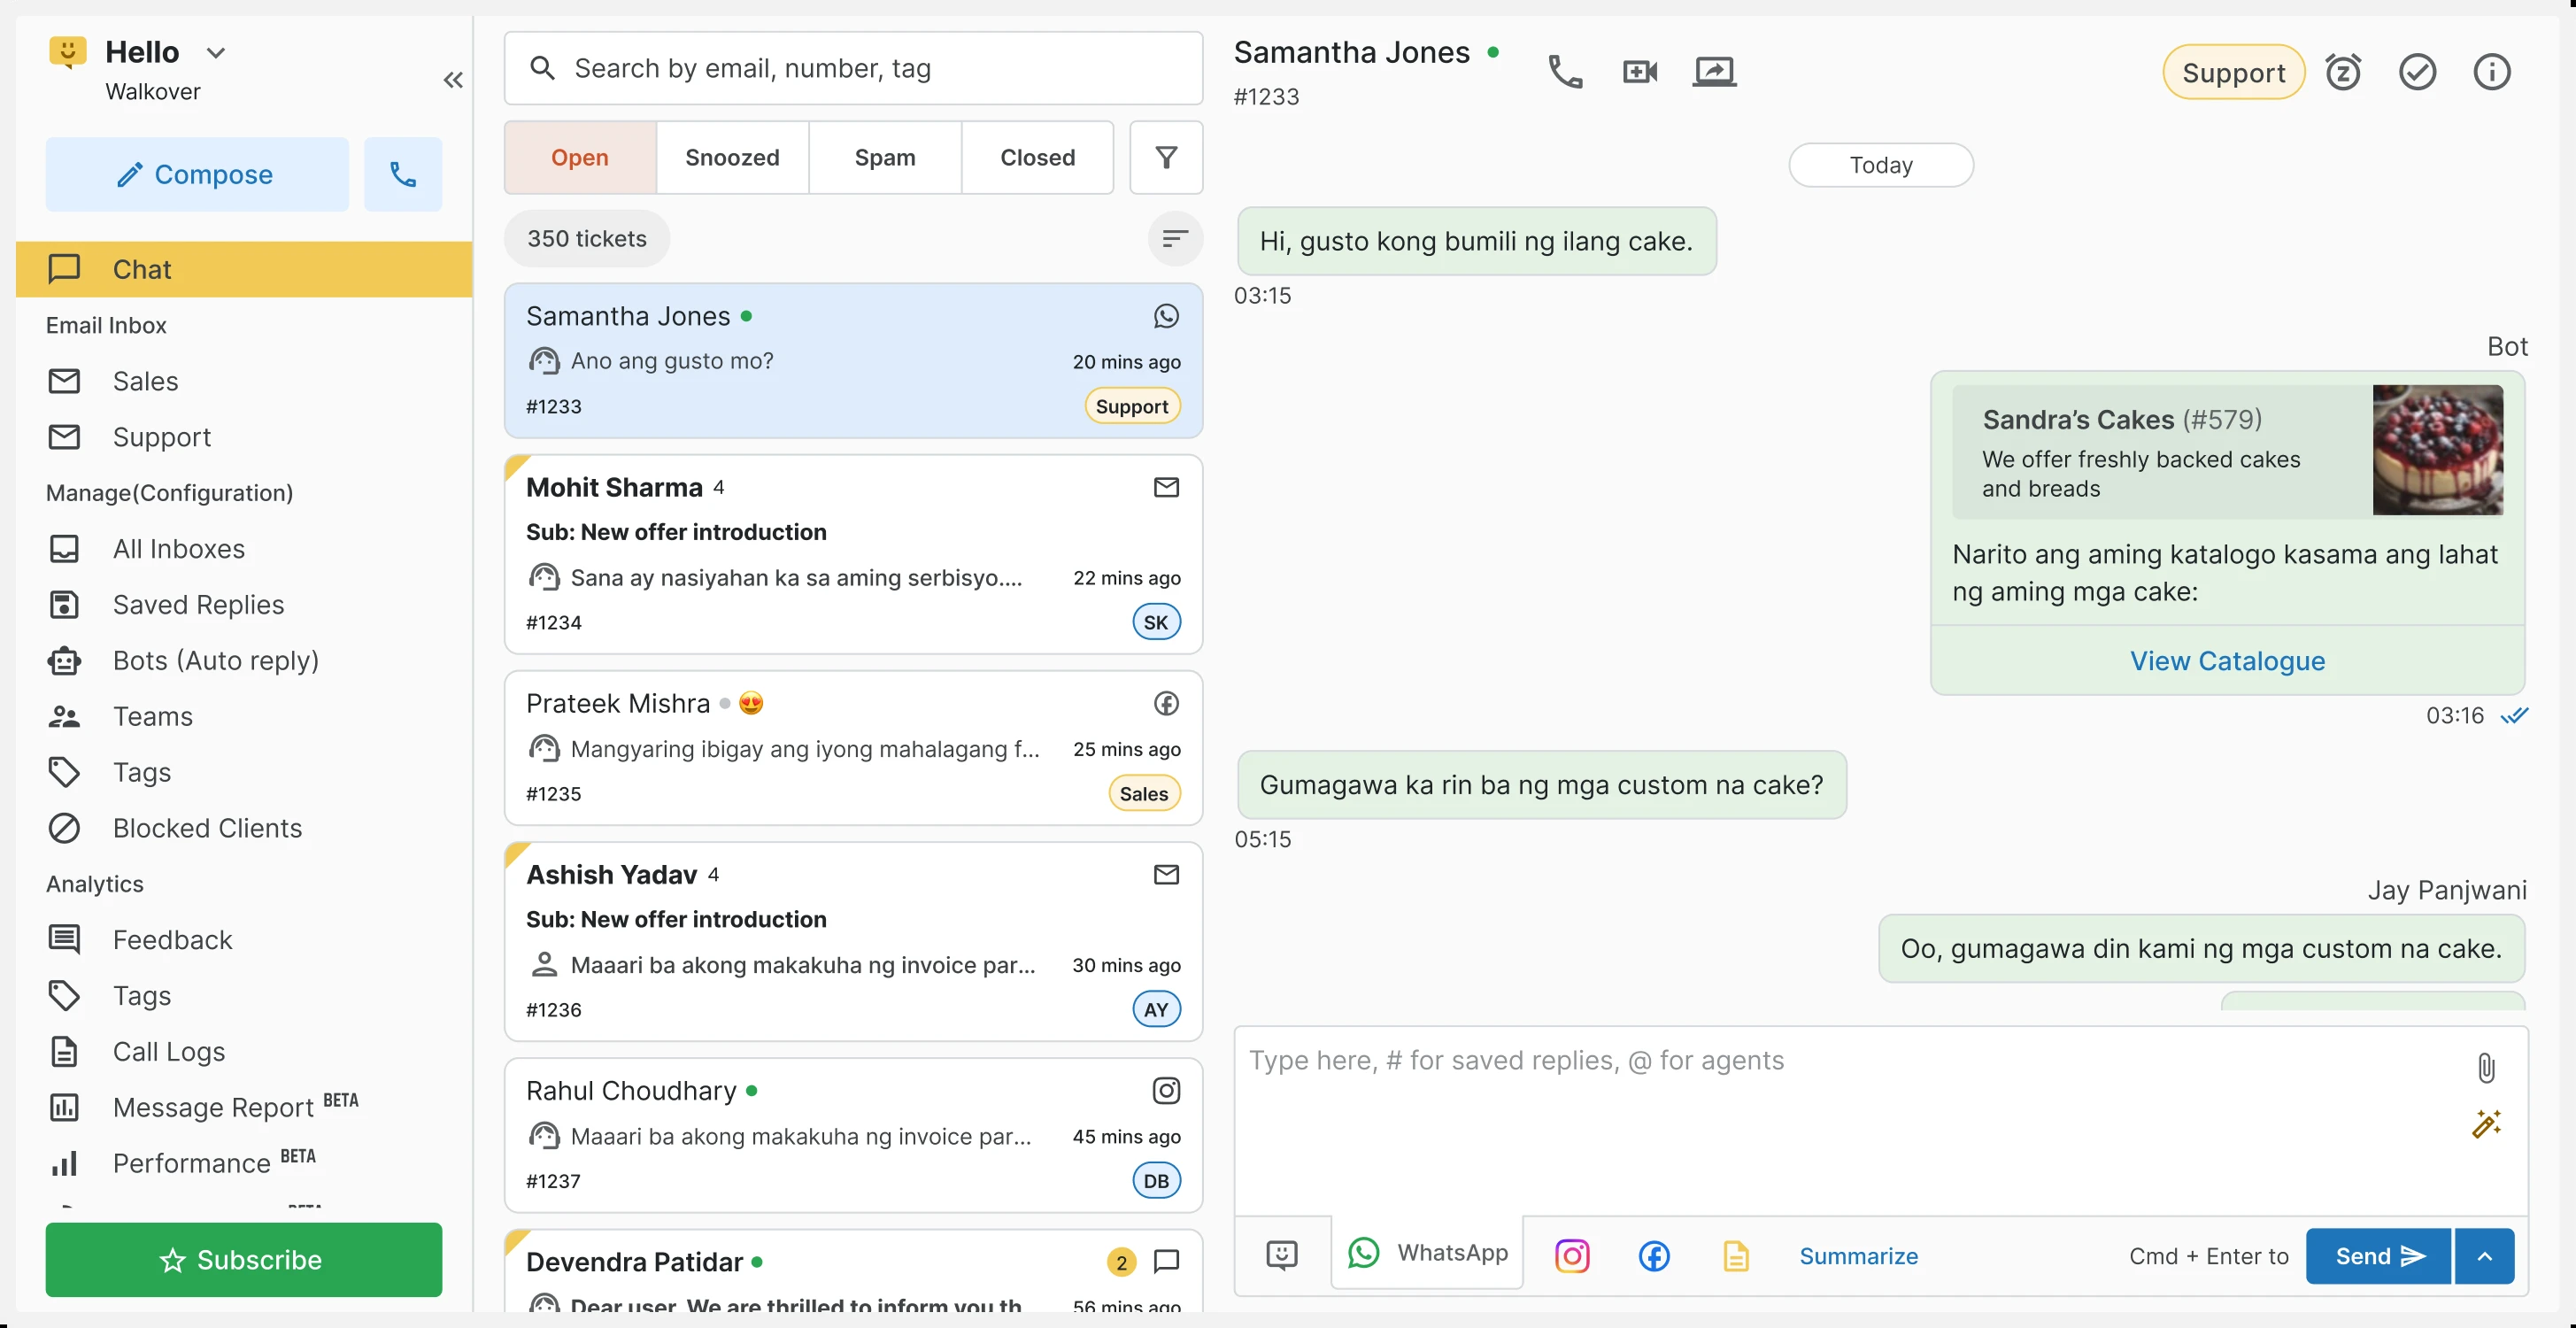 Hello
Walkover
Compose
Chat
Email Inbox
Sales
Support
Manage(Configuration)
All Inboxes
Saved Replies
Bots (Auto reply)
Teams
Tags
Blocked Clients
Analytics
Feedback
Tags
Call Logs
Message Report BETA
Performance BETA
BETA
Subscribe
Search by email, number, tag
Open
Snoozed
Spam
Closed
350 tickets
Samantha Jones
Ano ang gusto mo?
20 mins ago
#1233
Support
Mohit Sharma 4
Sub: New offer introduction
Sana ay nasiyahan ka sa aming serbisyo....
22 mins ago
#1234
SK
Prateek Mishra
Mangyaring ibigay ang iyong mahalagang f...
25 mins ago
#1235
Sales
Ashish Yadav 4
Sub: New offer introduction
Maaari ba akong makakuha ng invoice par...
30 mins ago
#1236
AY
Rahul Choudhary
Maaari ba akong makakuha ng invoice par...
45 mins ago
#1237
DB
Devendra Patidar
2
Dear user, We are thrilled to inform you th
56 mins ago
Samantha Jones
#1233
Support
Today
Hi, gusto kong bumili ng ilang cake.
03:15
Bot
Sandra's Cakes (#579)
We offer freshly backed cakes
and breads
Narito ang aming katalogo kasama ang lahat
ng aming mga cake:
View Catalogue
03:16
Gumagawa ka rin ba ng mga custom na cake?
05:15
Jay Panjwani
Oo, gumagawa din kami ng mga custom na cake.
Type here, # for saved replies, @ for agents
WhatsApp
Summarize
Cmd + Enter to
Send